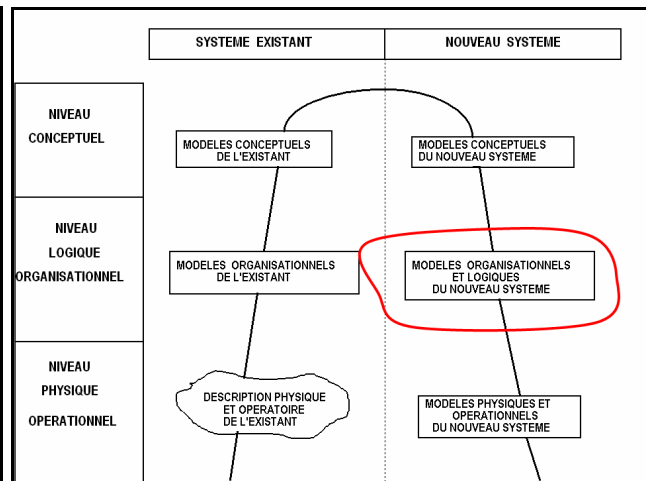 SYSTEME EXISTANT
NOUVEAU SYSTEME
NIVEAU
CONCEPTUEL
MODELES CONCEPTUELS
DE L'EXISTANT
MODELES CONCEPTUELS
DU NOUVEAU SYSTEME
NIVEAU
LOGIQUE
ORGANISATIONNEL
MODELES ORGANISATIONNELS
DE L'EXISTANT
MODELES ORGANISATIONNELS
ET LOGIQUES
DU NOUVEAU SYSTEME
NIVEAU
PHYSIQUE
OPERATIONNEL
DESCRIPTION PHYSIQUE
ET OPERATOIRE
DE L'EXISTANT
MODELES PHYSIQUES ET
OPERATIONNELS
DU NOUVEAU SYSTEME